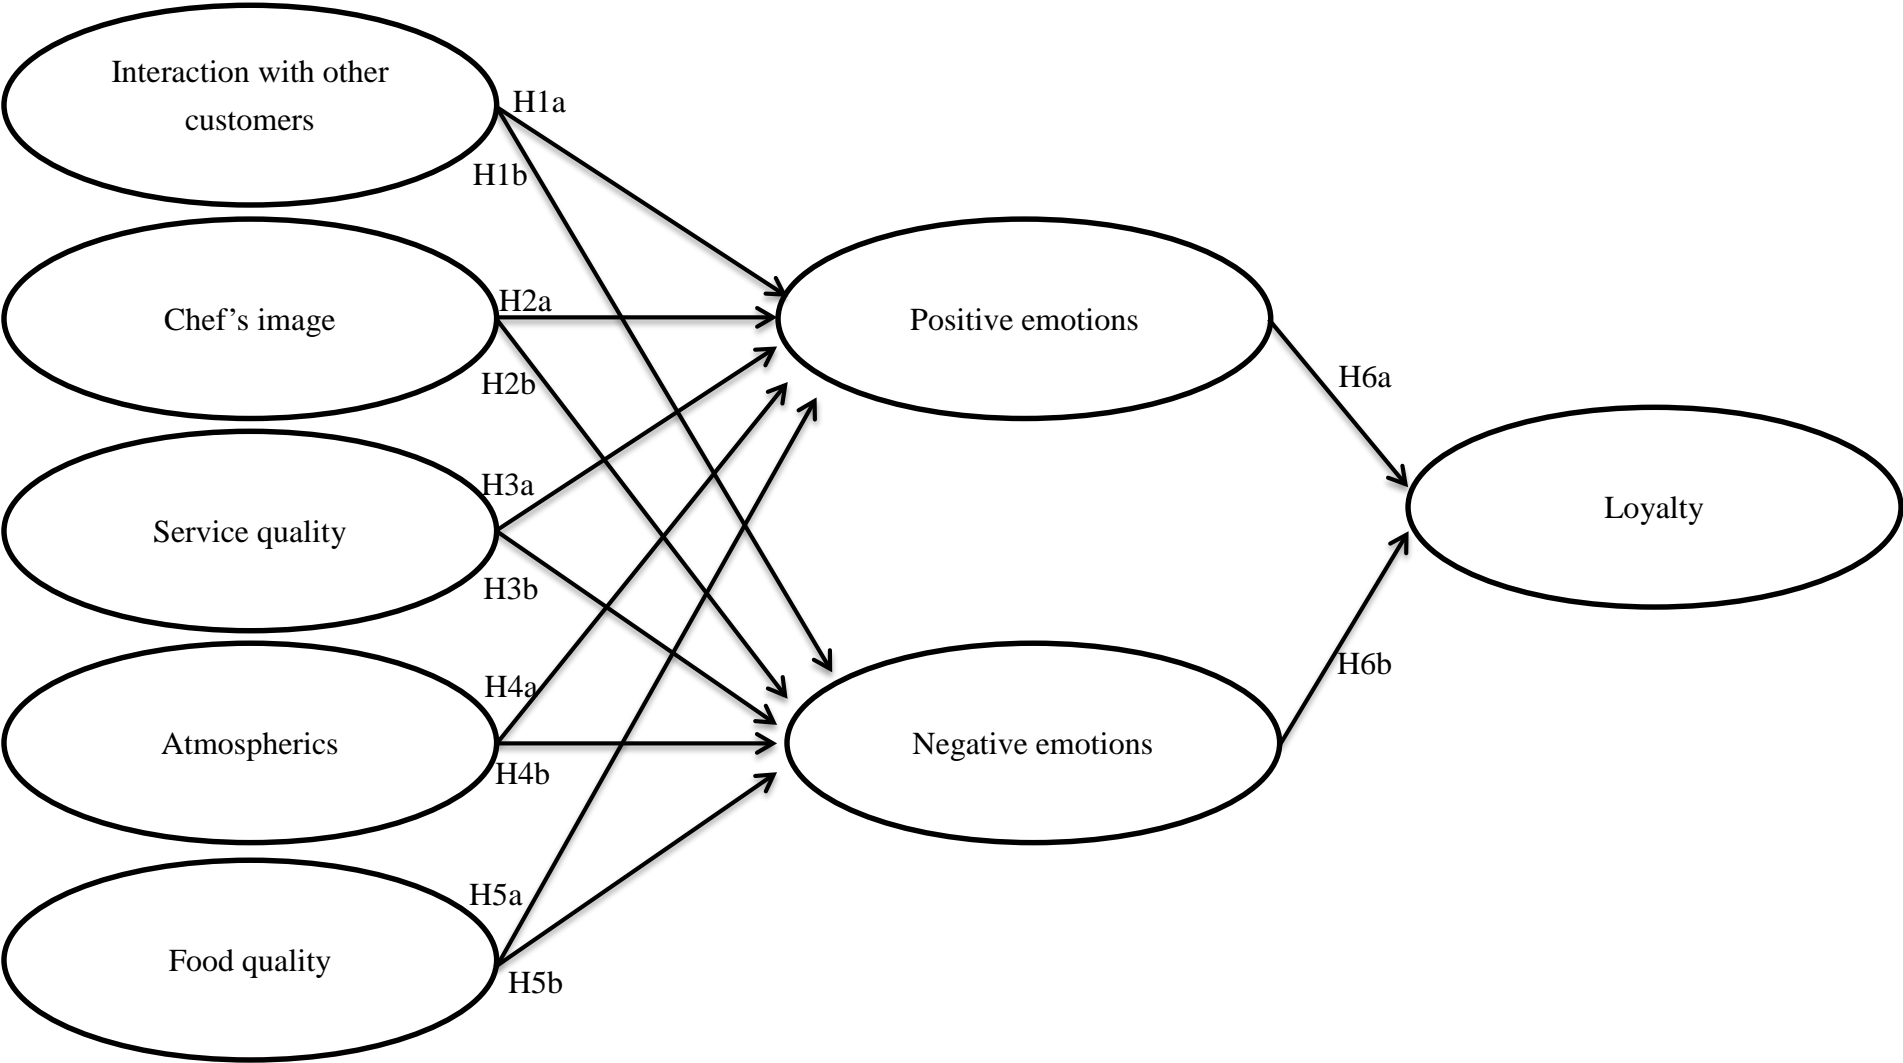 Interaction with other
customers
H1a
H1b
Chef’s image
H2a
H2b
Positive emotions
H6a
Service quality
H3a
H3b
Loyalty
Atmospherics
H4a
H4b
Negative emotions
H6b
Food quality
H5a
H5b